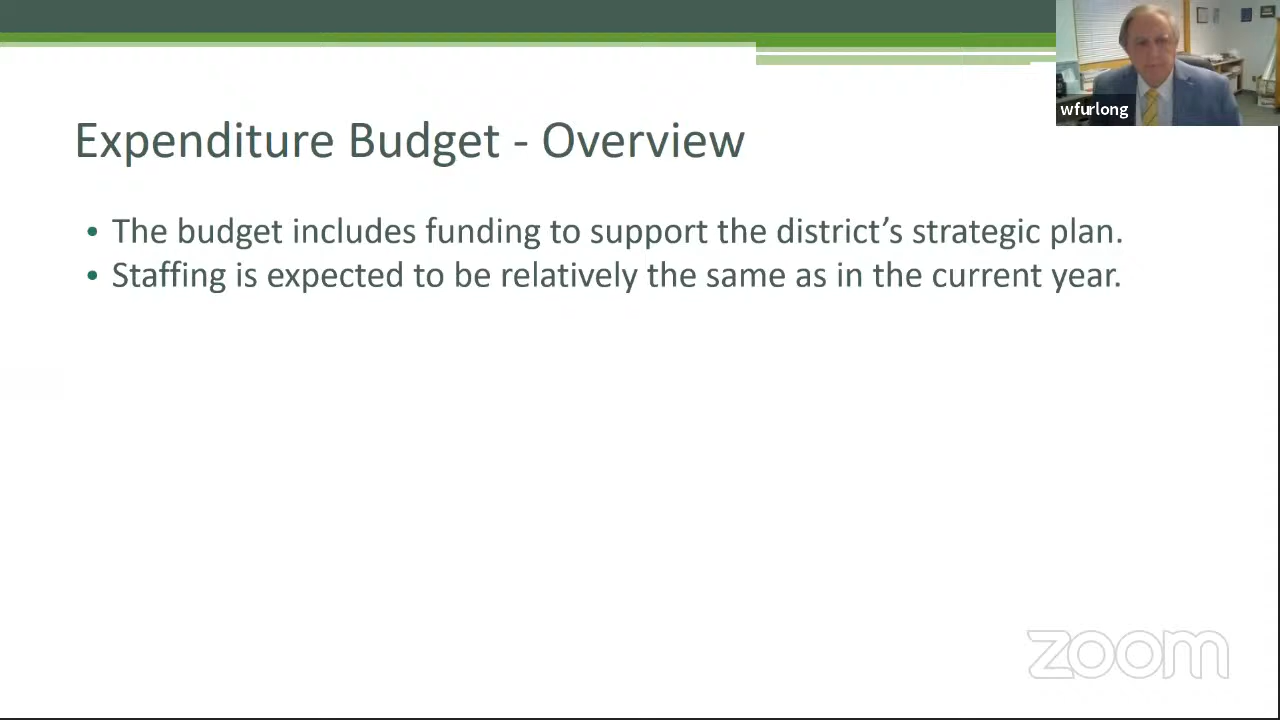 wfurlong
Expenditure Budget - Overview
• The budget includes funding to support the district’s strategic plan.
• Staffing is expected to be relatively the same as in the current year.
zoom